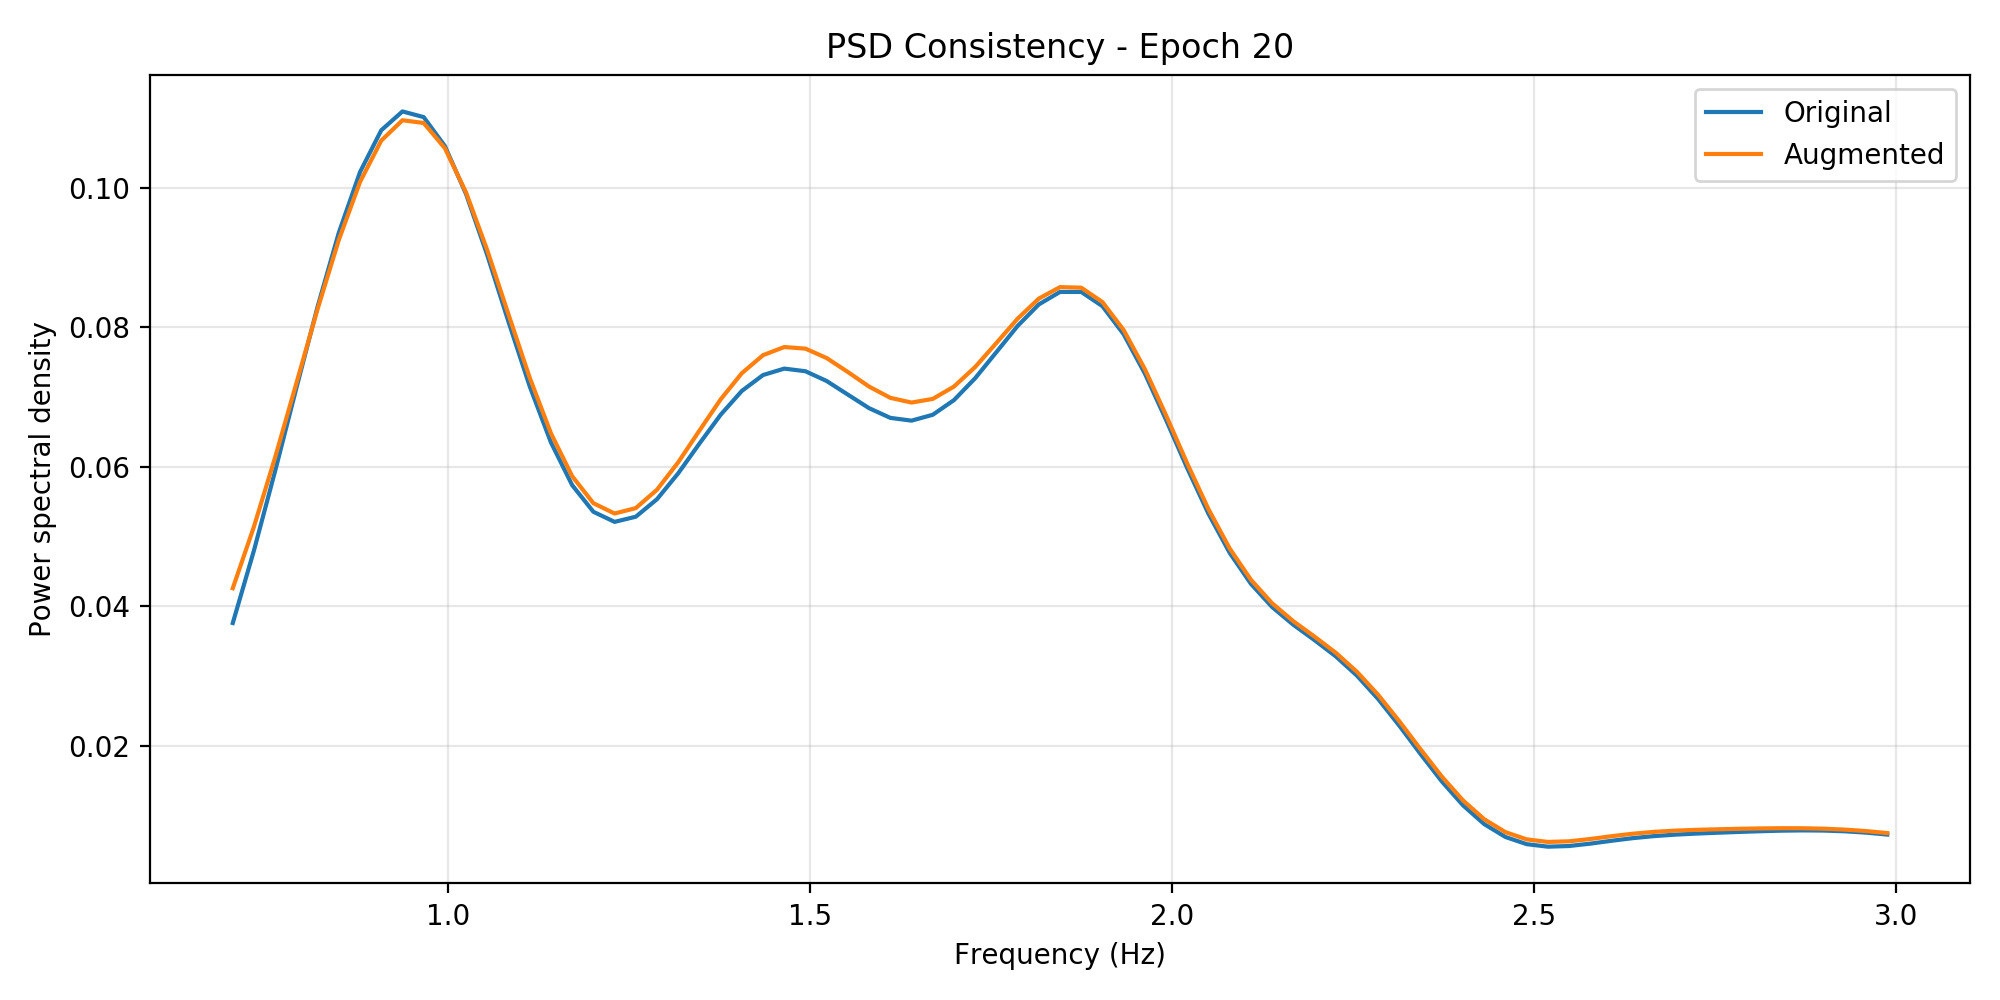 PSD Consistency - Epoch 20
Original
Augmented
Power spectral density
0.10
0.08
0.06
0.04
0.02
1.0 1.5 2.0 2.5 3.0
Frequency (Hz)